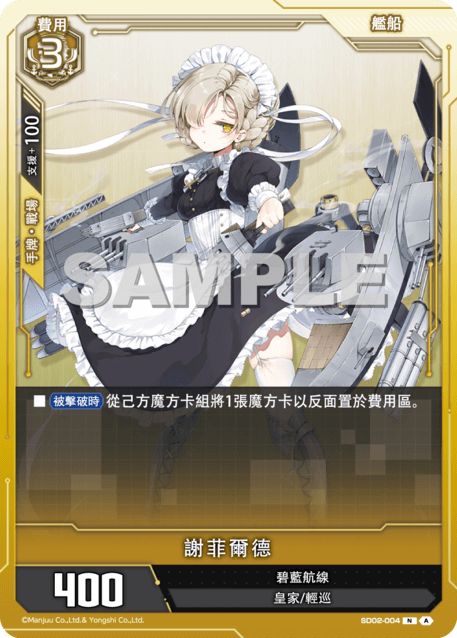 費用
3
艦船
支援+100
手牌・戰場
SAMPLE
■ 被擊破時 從己方魔方卡組將1張魔方卡以反面置於費用區。
謝菲爾德
400
碧藍航線
皇家/輕巡
©Manjuu Co.,Ltd.& Yongshi Co.,Ltd. SD02-004 N A